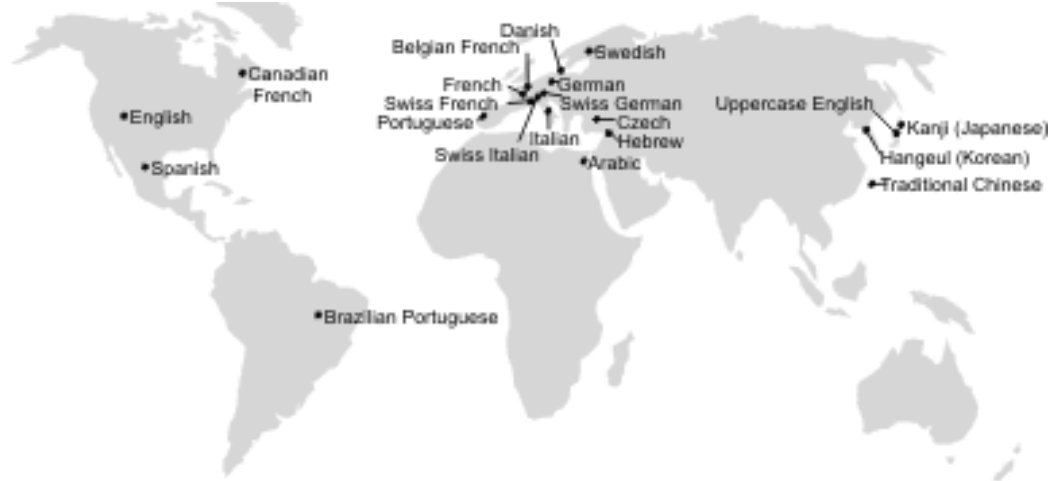 Danish
Belgian French
Swedish
Canadian
French
French
German
Swiss French
Swiss German
Uppercase English
English
Portuguese
Czech
Kanji (Japanese)
Italian
Hebrew
Swiss Italian
Hangeul (Korean)
Spanish
Arabic
Traditional Chinese
Brazilian Portuguese